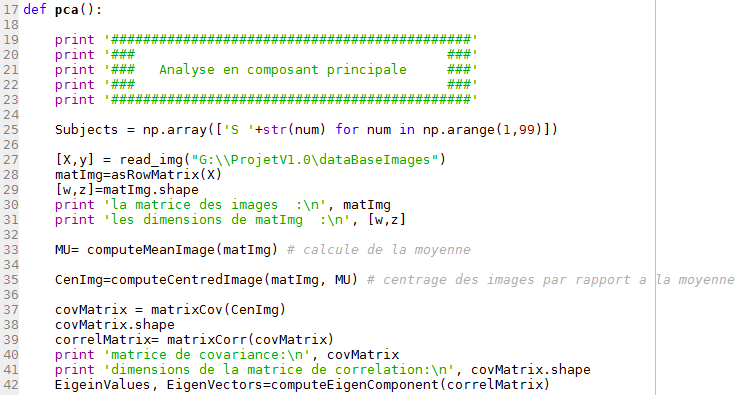 17 def pca():
18
19     print '#############################################'
20     print '###                                       ###'
21     print '###   Analyse en composant principale     ###'
22     print '###                                       ###'
23     print '#############################################'
24
25     Subjects = np.array(['S '+str(num) for num in np.arange(1,99)])
26
27     [X,y] = read_img("G:\\ProjetV1.0\dataBaseImages")
28     matImg=asRowMatrix(X)
29     [w,z]=matImg.shape
30     print 'la matrice des images  :\n', matImg
31     print 'les dimensions de matImg  :\n', [w,z]
32
33     MU= computeMeanImage(matImg) # calcule de la moyenne
34
35     CenImg=computeCentredImage(matImg, MU) # centrage des images par rapport a la moyenne
36
37     covMatrix = matrixCov(CenImg)
38     covMatrix.shape
39     correlMatrix= matrixCorr(covMatrix)
40     print 'matrice de covariance:\n', covMatrix
41     print 'dimensions de la matrice de correlation:\n', covMatrix.shape
42     EigeinValues, EigenVectors=computeEigenComponent(correlMatrix)